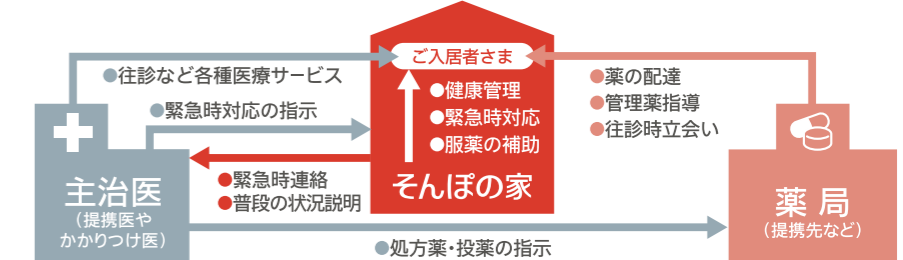 ご入居者さま
●往診など各種医療サービス
●緊急時対応の指示
●健康管理
●緊急時対応
●服薬の補助
●薬の配達
●管理薬指導
●往診時立会い
●緊急時連絡
●普段の状況説明
そんぽの家
主治医
（提携医や
かかりつけ医）
薬局
（提携先など）
●処方薬・投薬の指示